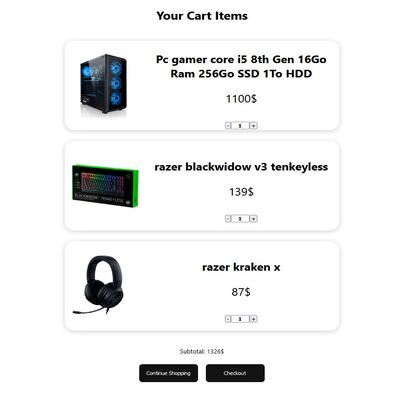 Your Cart Items
Pc gamer core i5 8th Gen 16Go
Ram 256Go SSD 1To HDD
1100$
- 1 +
razer blackwidow v3 tenkeyless
139$
- 1 +
razer kraken x
87$
- 1 +
Subtotal: 1326$
Continue Shopping
Checkout